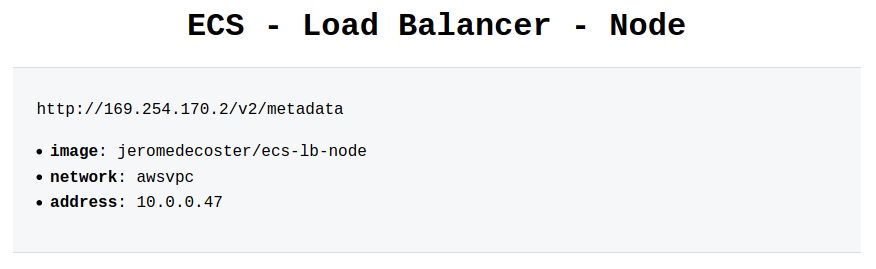 ECS - Load Balancer - Node
http://169.254.170.2/v2/metadata
• image: jeromedecoster/ecs-lb-node
• network: awsvpc
• address: 10.0.0.47